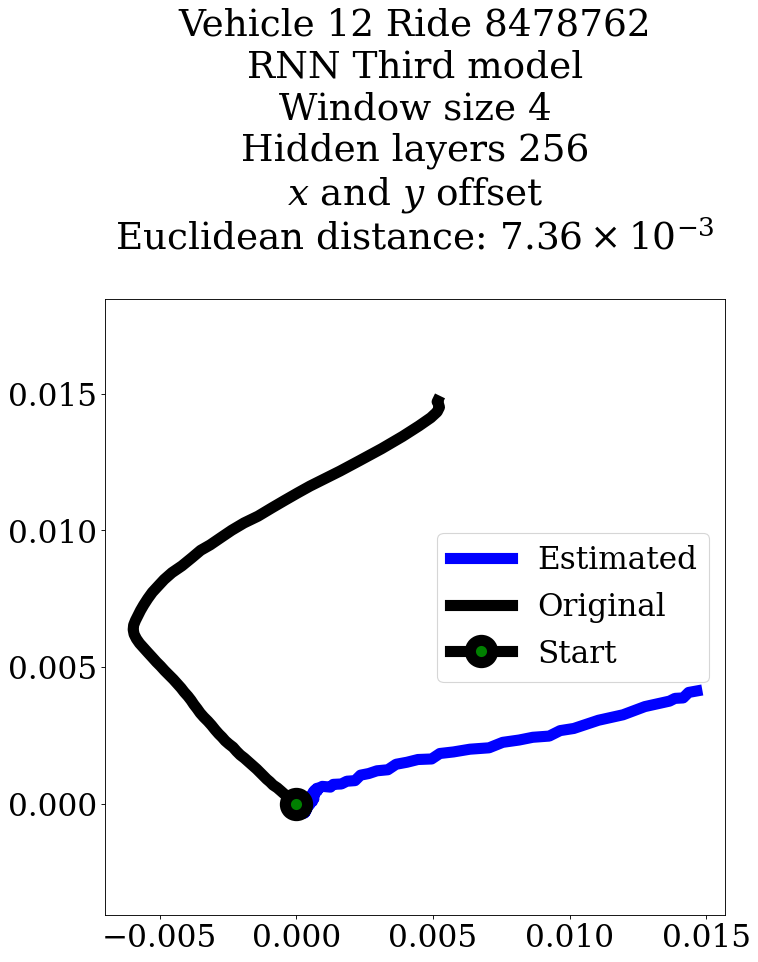 Vehicle 12 Ride 8478762
RNN Third model
Window size 4
Hidden layers 256
x and y offset
Euclidean distance: 7.36 × 10⁻³
0.015
0.010
0.005
0.000
Estimated
Original
Start
−0.005 0.000 0.005 0.010 0.015